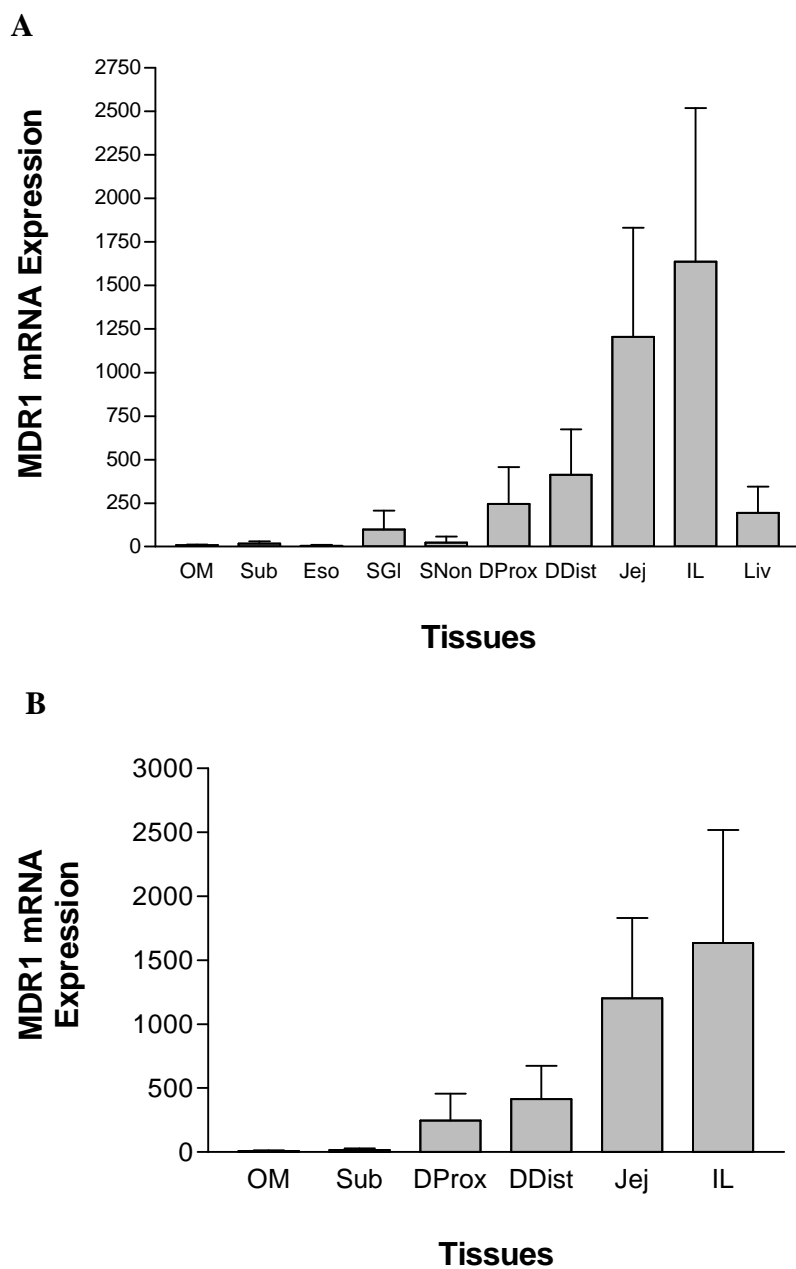 A
MDR1 mRNA Expression
2750
2500
2250
2000
1750
1500
1250
1000
750
500
250
0
OM Sub Eso SGl SNon DProx DDist Jej IL Liv
Tissues
B
MDR1 mRNA
Expression
3000
2500
2000
1500
1000
500
0
OM Sub DProx DDist Jej IL
Tissues